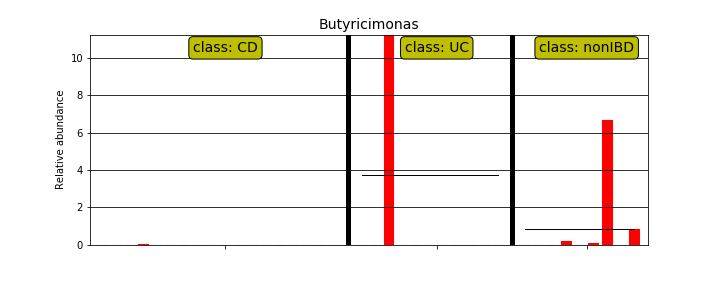 Butyricimonas
class: CD
class: UC
class: nonIBD
10
8
6
4
2
0
Relative abundance